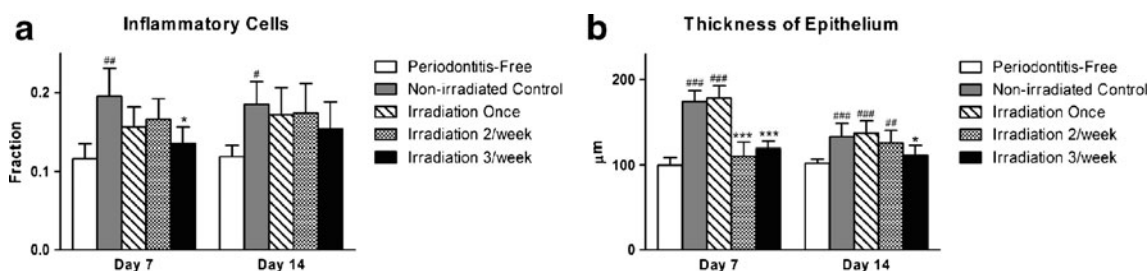 a
Inflammatory Cells
Fraction
0.2
0.1
0.0
##
*
#
Day 7
Day 14
Periodontitis-Free
Non-irradiated Control
Irradiation Once
Irradiation 2/week
Irradiation 3/week
b
Thickness of Epithelium
μm
200
100
0
###
###
***
***
###
###
##
*
Day 7
Day 14
Periodontitis-Free
Non-irradiated Control
Irradiation Once
Irradiation 2/week
Irradiation 3/week